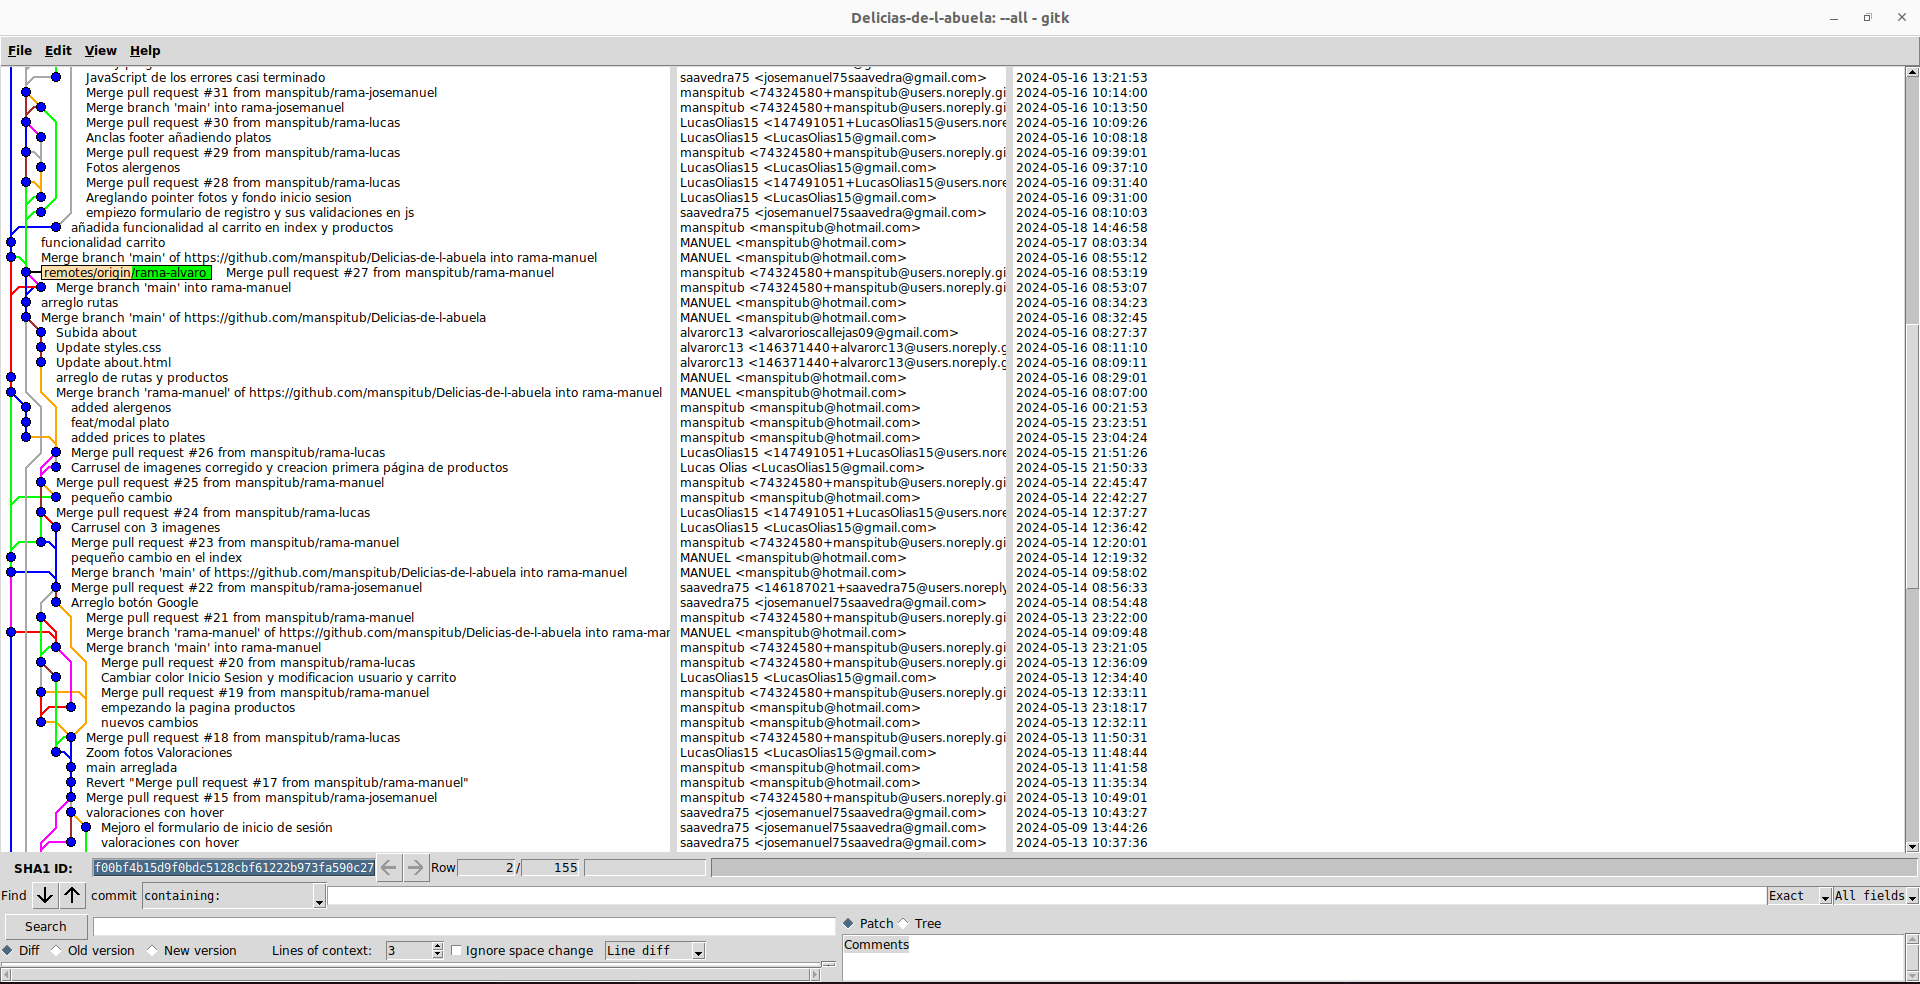 Delicias-de-l-abuela: --all - gitk
File Edit View Help
JavaScript de los errores casi terminado saavedra75 <josemanuel75saavedra@gmail.com> 2024-05-16 13:21:53
Merge pull request #31 from manspitub/rama-josemanuel manspitub <74324580+manspitub@users.noreply.gi 2024-05-16 10:14:00
Merge branch 'main' into rama-josemanuel manspitub <74324580+manspitub@users.noreply.gi 2024-05-16 10:13:50
Merge pull request #30 from manspitub/rama-lucas LucasOlias15 <147491051+LucasOlias15@users.nore 2024-05-16 10:09:26
Anclas footer añadiendo platos LucasOlias15 <LucasOlias15@gmail.com> 2024-05-16 10:08:18
Merge pull request #29 from manspitub/rama-lucas manspitub <74324580+manspitub@users.noreply.gi 2024-05-16 09:39:01
Fotos alergenos LucasOlias15 <LucasOlias15@gmail.com> 2024-05-16 09:37:10
Merge pull request #28 from manspitub/rama-lucas LucasOlias15 <147491051+LucasOlias15@users.nore 2024-05-16 09:31:40
Areglando pointer fotos y fondo inicio sesion LucasOlias15 <LucasOlias15@gmail.com> 2024-05-16 09:31:00
empiezo formulario de registro y sus validaciones en js saavedra75 <josemanuel75saavedra@gmail.com> 2024-05-16 08:10:03
añadida funcionalidad al carrito en index y productos manspitub <manspitub@hotmail.com> 2024-05-18 14:46:58
funcionalidad carrito MANUEL <manspitub@hotmail.com> 2024-05-17 08:03:34
Merge branch 'main' of https://github.com/manspitub/Delicias-de-l-abuela into rama-manuel MANUEL <manspitub@hotmail.com> 2024-05-16 08:55:12
remotes/origin/rama-alvaro Merge pull request #27 from manspitub/rama-manuel manspitub <74324580+manspitub@users.noreply.gi 2024-05-16 08:53:19
Merge branch 'main' into rama-manuel manspitub <74324580+manspitub@users.noreply.gi 2024-05-16 08:53:07
arreglo rutas MANUEL <manspitub@hotmail.com> 2024-05-16 08:34:23
Merge branch 'main' of https://github.com/manspitub/Delicias-de-l-abuela MANUEL <manspitub@hotmail.com> 2024-05-16 08:32:45
Subida about alvarorc13 <alvarorioscallejas09@gmail.com> 2024-05-16 08:27:37
Update styles.css alvarorc13 <146371440+alvarorc13@users.noreply.g 2024-05-16 08:11:10
Update about.html alvarorc13 <146371440+alvarorc13@users.noreply.g 2024-05-16 08:09:11
arreglo de rutas y productos MANUEL <manspitub@hotmail.com> 2024-05-16 08:29:01
Merge branch 'rama-manuel' of https://github.com/manspitub/Delicias-de-l-abuela into rama-manuel MANUEL <manspitub@hotmail.com> 2024-05-16 08:07:00
added alergenos manspitub <manspitub@hotmail.com> 2024-05-16 00:21:53
feat/modal plato manspitub <manspitub@hotmail.com> 2024-05-15 23:23:51
added prices to plates manspitub <manspitub@hotmail.com> 2024-05-15 23:04:24
Merge pull request #26 from manspitub/rama-lucas LucasOlias15 <147491051+LucasOlias15@users.nore 2024-05-15 21:51:26
Carrusel de imagenes corregido y creacion primera página de productos Lucas Olias <LucasOlias15@gmail.com> 2024-05-15 21:50:33
Merge pull request #25 from manspitub/rama-manuel manspitub <74324580+manspitub@users.noreply.gi 2024-05-14 22:45:47
pequeño cambio manspitub <manspitub@hotmail.com> 2024-05-14 22:42:27
Merge pull request #24 from manspitub/rama-lucas LucasOlias15 <147491051+LucasOlias15@users.nore 2024-05-14 12:37:27
Carrusel con 3 imagenes LucasOlias15 <LucasOlias15@gmail.com> 2024-05-14 12:36:42
Merge pull request #23 from manspitub/rama-manuel manspitub <74324580+manspitub@users.noreply.gi 2024-05-14 12:20:01
pequeño cambio en el index MANUEL <manspitub@hotmail.com> 2024-05-14 12:19:32
Merge branch 'main' of https://github.com/manspitub/Delicias-de-l-abuela into rama-manuel MANUEL <manspitub@hotmail.com> 2024-05-14 09:58:02
Merge pull request #22 from manspitub/rama-josemanuel saavedra75 <146187021+saavedra75@users.noreply 2024-05-14 08:56:33
Arreglo botón Google saavedra75 <josemanuel75saavedra@gmail.com> 2024-05-14 08:54:48
Merge pull request #21 from manspitub/rama-manuel manspitub <74324580+manspitub@users.noreply.gi 2024-05-13 23:22:00
Merge branch 'rama-manuel' of https://github.com/manspitub/Delicias-de-l-abuela into rama-mar MANUEL <manspitub@hotmail.com> 2024-05-14 09:09:48
Merge branch 'main' into rama-manuel manspitub <74324580+manspitub@users.noreply.gi 2024-05-13 23:21:05
Merge pull request #20 from manspitub/rama-lucas manspitub <74324580+manspitub@users.noreply.gi 2024-05-13 12:36:09
Cambiar color Inicio Sesion y modificacion usuario y carrito LucasOlias15 <LucasOlias15@gmail.com> 2024-05-13 12:34:40
Merge pull request #19 from manspitub/rama-manuel manspitub <74324580+manspitub@users.noreply.gi 2024-05-13 12:33:11
empezando la pagina productos manspitub <manspitub@hotmail.com> 2024-05-13 23:18:17
nuevos cambios manspitub <manspitub@hotmail.com> 2024-05-13 12:32:11
Merge pull request #18 from manspitub/rama-lucas manspitub <74324580+manspitub@users.noreply.gi 2024-05-13 11:50:31
Zoom fotos Valoraciones LucasOlias15 <LucasOlias15@gmail.com> 2024-05-13 11:48:44
main arreglada manspitub <manspitub@hotmail.com> 2024-05-13 11:41:58
Revert "Merge pull request #17 from manspitub/rama-manuel" manspitub <manspitub@hotmail.com> 2024-05-13 11:35:34
Merge pull request #15 from manspitub/rama-josemanuel manspitub <74324580+manspitub@users.noreply.gi 2024-05-13 10:49:01
valoraciones con hover saavedra75 <josemanuel75saavedra@gmail.com> 2024-05-13 10:43:27
Mejoro el formulario de inicio de sesión saavedra75 <josemanuel75saavedra@gmail.com> 2024-05-09 13:44:26
valoraciones con hover saavedra75 <josemanuel75saavedra@gmail.com> 2024-05-13 10:37:36
SHA1 ID: f00bf4b15d9f0bdc5128cbf61222b973fa590c27 Row 2 / 155
Find commit containing: Exact All fields
Search Patch Tree
Diff Old version New version Lines of context: 3 Ignore space change Line diff Comments